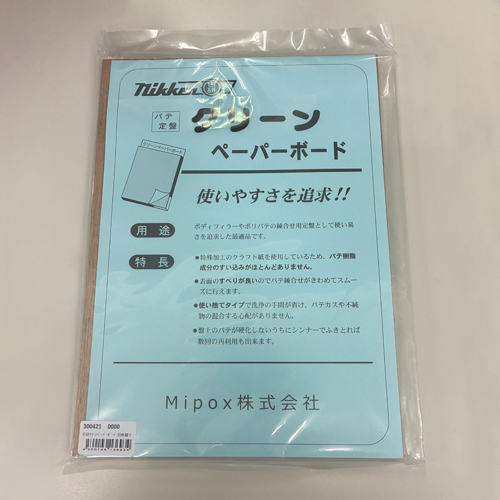 Nikken
パテ
定盤
クリーン
ペーパーボード
クリーンペーパーボード
使いやすさを追求!!
用途
ボディフィラーやポリパテの練合せ用定盤として使い易
さを追求した最適品です。
特長
●特殊加工のクラフト紙を使用しているため、パテ樹脂
成分のすい込みがほとんどありません。
●表面のすべりが良いのでパテ練合せがきわめてスムー
ズに行えます。
●使い捨てタイプで洗浄の手間が省け、パテカスや不純
物の混合する心配がありません。
●盤上のパテが硬化しないうちにシンナーでふきとれば
数回の再利用も出来ます。
Mipox株式会社
300421 0000